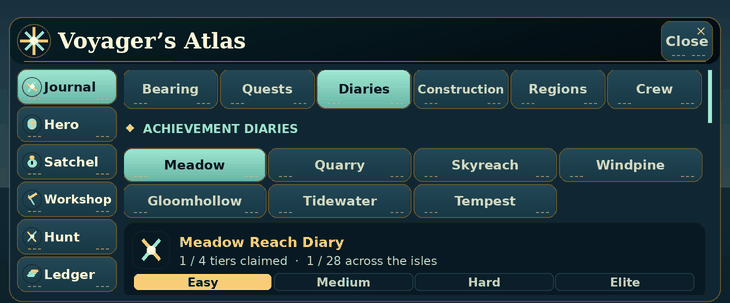 Voyager’s Atlas
× Close
Journal
Hero
Satchel
Workshop
Hunt
Ledger
Bearing Quests Diaries Construction Regions Crew
ACHIEVEMENT DIARIES
Meadow Quarry Skyreach Windpine
Gloomhollow Tidewater Tempest
Meadow Reach Diary
1 / 4 tiers claimed · 1 / 28 across the isles
Easy Medium Hard Elite